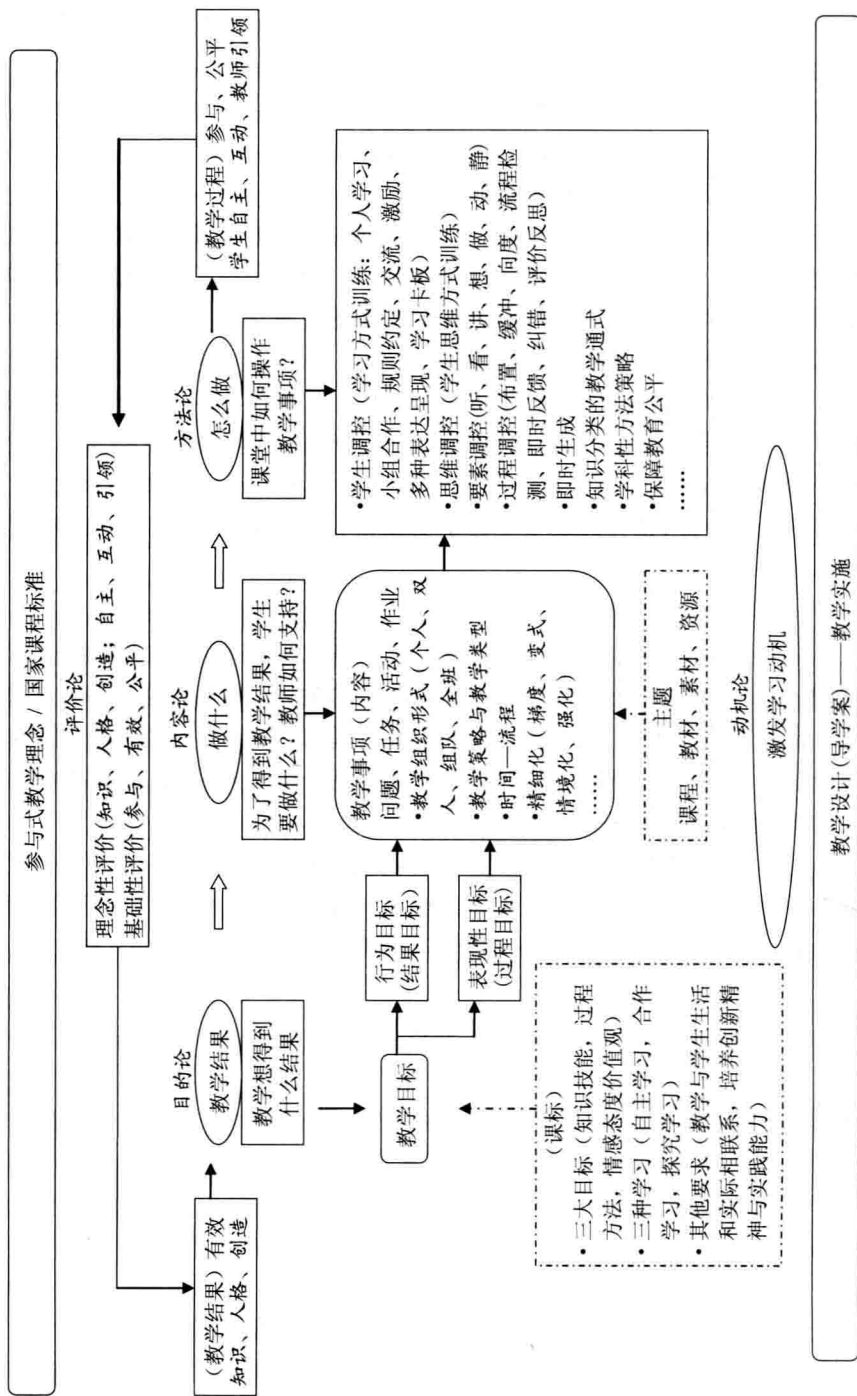 参与式教学理念 / 国家课程标准
评价论
理念性评价(知识、人格、创造；自主、互动、引领)
基础性评价(参与、有效、公平)
(教学结果) 有效
知识、人格、创造
目的论
教学结果
教学想得到
什么结果
内容论
做什么
为了得到教学结果，学生
要做什么？教师如何支持？
方法论
怎么做
课堂中如何操作
教学事项？
(教学过程) 参与、公平
学生自主、互动、教师引领
教学目标
行为目标
(结果目标)
表现性目标
(过程目标)
教学事项（内容）
问题、任务、活动、作业
•教学组织形式（个人、双
人、组队、全班）
•教学策略与教学类型
•时间—流程
•精细化（梯度、变式、
情境化、强化）
……
•学生调控（学习方式训练：个人学习、
小组合作、规则约定、交流、激励、
多种表达呈现、学习卡板）
•思维调控（学生思维方式训练）
•要素调控(听、看、讲、想、做、动、静)
•过程调控(布置、缓冲、向度、流程检
测、即时反馈、纠错、评价反思)
•即时生成
•知识分类的教学通式
•学科性方法策略
•保障教育公平
……
(课标)
•三大目标（知识技能，过程
方法，情感态度价值观）
•三种学习（自主学习，合作
学习，探究学习）
•其他要求（教学与学生生活
和实际相联系，培养创新精
神与实践能力）
主题
课程、教材、素材、资源
动机论
激发学习动机
教学设计(导学案)——教学实施